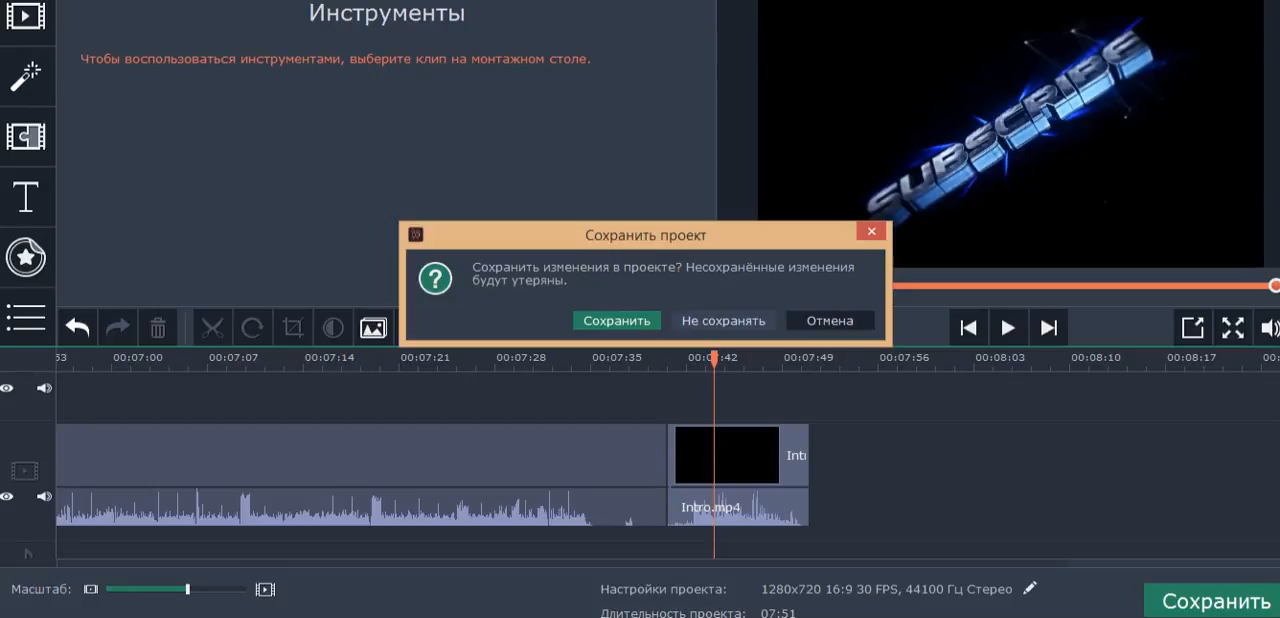 Инструменты
Чтобы воспользоваться инструментами, выберите клип на монтажном столе.
SUBSCRIBE
Сохранить проект
?
Сохранить изменения в проекте? Несохранённые изменения
будут утеряны.
Сохранить Не сохранять Отмена
T
00:07:00 00:07:07 00:07:14 00:07:21 00:07:28 00:07:35 00:07:49 00:07:56 00:08:03 00:08:10 00:08:17
Intro.mp4
Масштаб:
Настройки проекта: 1280x720 16:9 30 FPS, 44100 Гц Стерео
Длительность проекта: 07:51
Сохранить